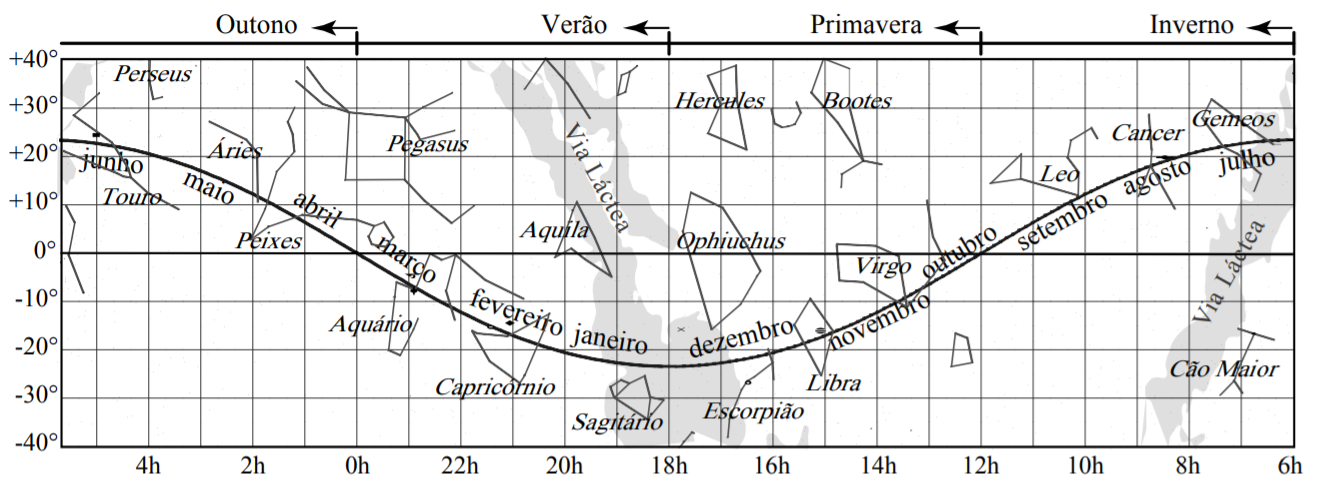 Outono Verão Primavera Inverno
+40°
Perseus
+30°
Hercules Bootes
Gemeos
Pegasus
Cancer
Via Láctea
Áries
+20°
junho
julho
Leo
agosto
maio
Touro
+10°
abril
setembro
Aquila
Peixes
Ophiuchus
outubro
0°
março
Virgo
Via Láctea
-10°
fevereiro
Aquário
janeiro
dezembro
novembro
-20°
Cão Maior
Capricórnio
Libra
-30°
Escorpião
Sagitário
-40°
4h 2h 0h 22h 20h 18h 16h 14h 12h 10h 8h 6h